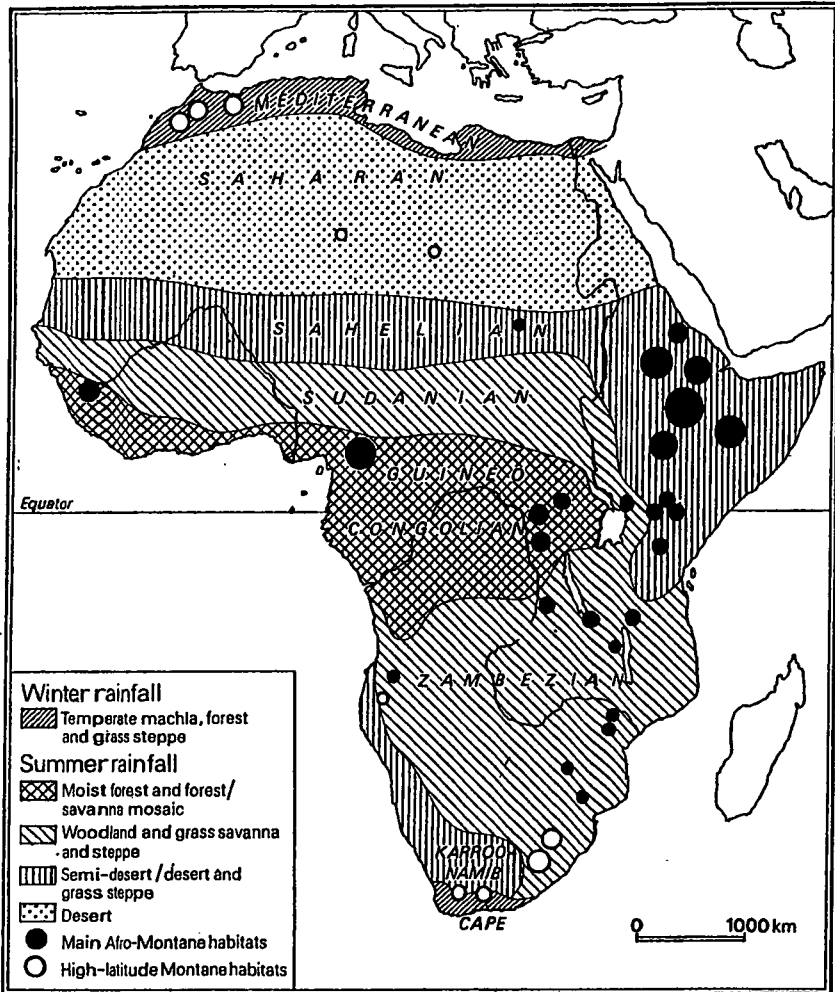 MEDITERRANEAN
SAHARAN
SAHELIAN
SUDANIAN
GUINEO
Equator
CONGOLIAN
ZAMBEZIAN
KARROO
NAMIB
CAPE
Winter rainfall
Temperate machla, forest
and grass steppe
Summer rainfall
Moist forest and forest/
savanna mosaic
Woodland and grass savanna
and steppe
Semi-desert/desert and
grass steppe
Desert
Main Afro-Montane habitats
High-latitude Montane habitats
0 1000 km